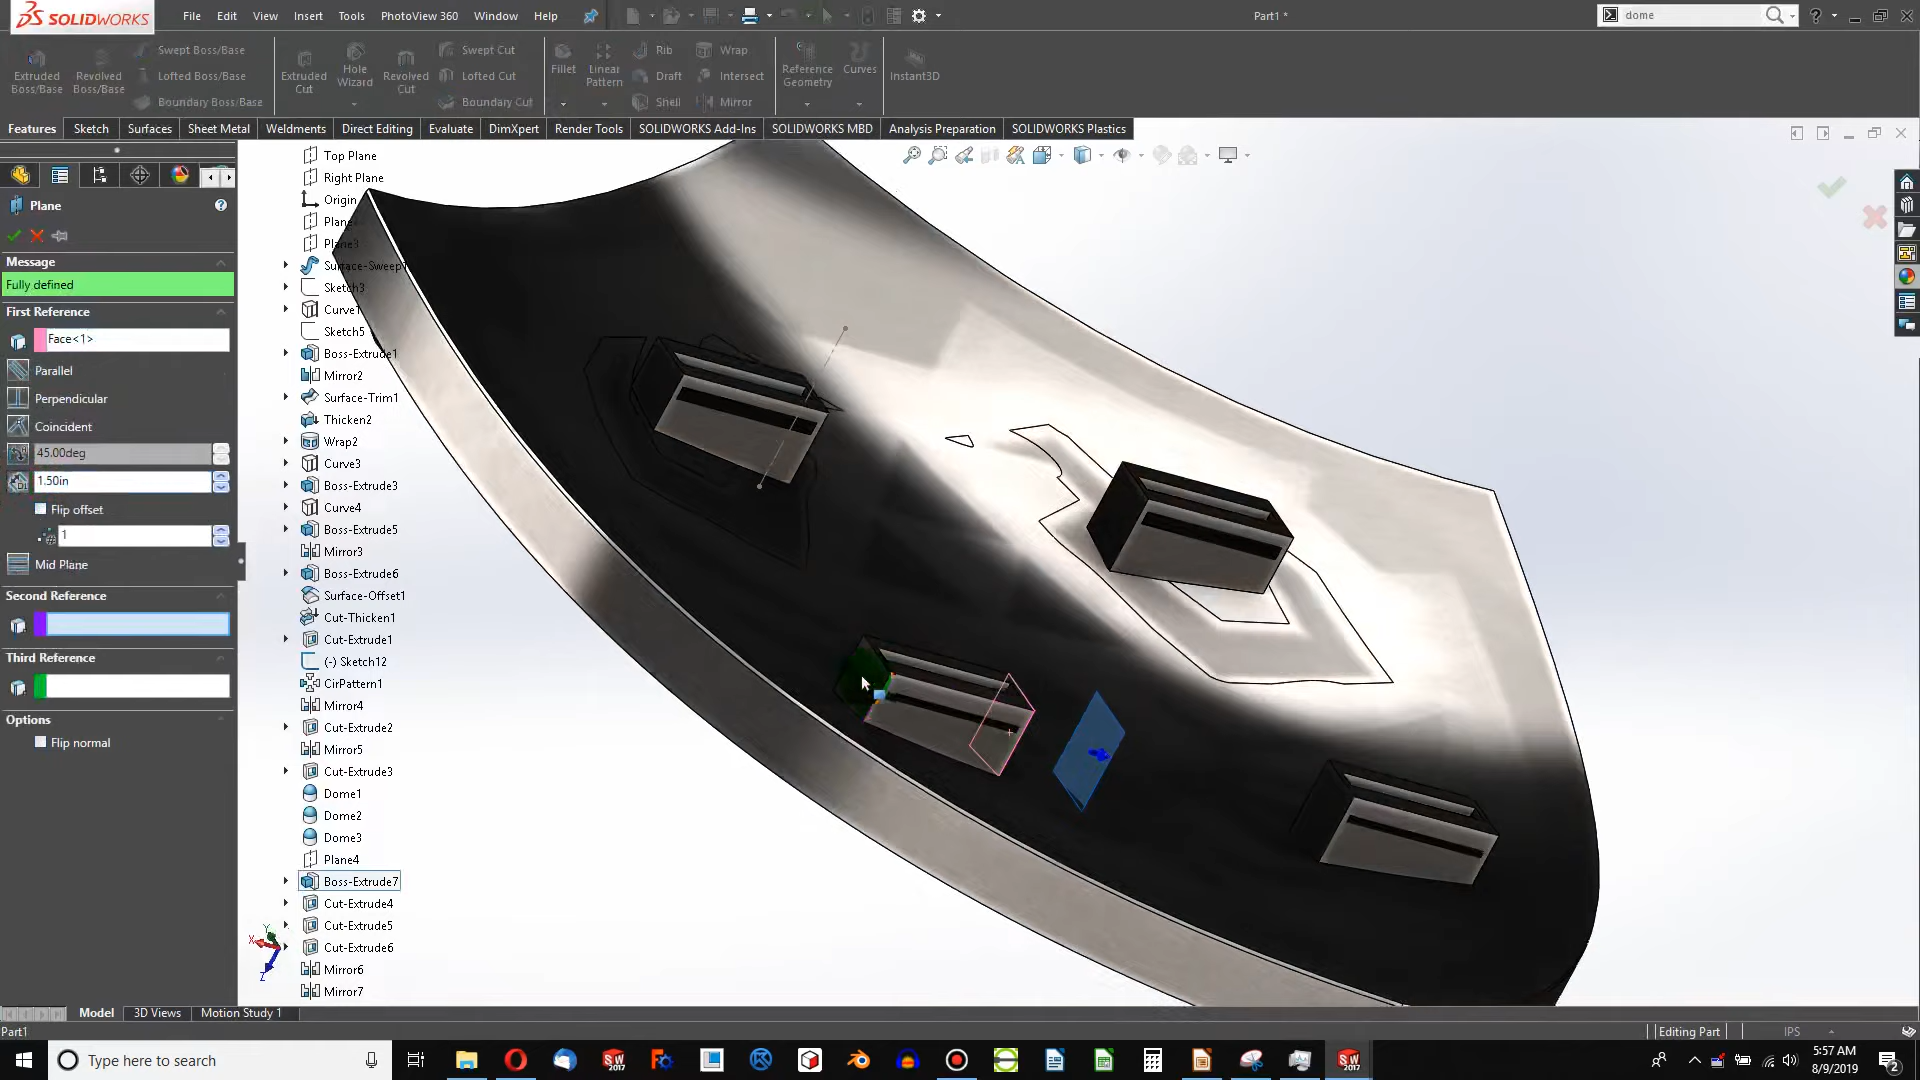 SOLIDWORKS File Edit View Insert Tools PhotoView 360 Window Help Part1 * dome
Extruded Boss/Base
Revolved Boss/Base
Swept Boss/Base
Lofted Boss/Base
Boundary Boss/Base
Extruded Cut
Hole Wizard
Revolved Cut
Swept Cut
Lofted Cut
Boundary Cut
Fillet
Linear Pattern
Rib
Draft
Shell
Wrap
Intersect
Mirror
Reference Geometry
Curves
Instant3D
Features Sketch Surfaces Sheet Metal Weldments Direct Editing Evaluate DimXpert Render Tools SOLIDWORKS Add-Ins SOLIDWORKS MBD Analysis Preparation SOLIDWORKS Plastics
Plane
Message
Fully defined
First Reference
Face<1>
Parallel
Perpendicular
Coincident
45.00deg
1.50in
Flip offset
1
Mid Plane
Second Reference
Third Reference
Options
Flip normal
Top Plane
Right Plane
Origin
Plane3
Surface-Sweep1
Sketch3
Curve1
Sketch5
Boss-Extrude1
Mirror2
Surface-Trim1
Thicken2
Wrap2
Curve3
Boss-Extrude3
Curve4
Boss-Extrude5
Mirror3
Boss-Extrude6
Surface-Offset1
Cut-Thicken1
Cut-Extrude1
(-) Sketch12
CirPattern1
Mirror4
Cut-Extrude2
Mirror5
Cut-Extrude3
Dome1
Dome2
Dome3
Plane4
Boss-Extrude7
Cut-Extrude4
Cut-Extrude5
Cut-Extrude6
Mirror6
Mirror7
X Y Z
Model 3D Views Motion Study 1
Part1 Editing Part IPS
Type here to search
SW 2017
SW 2017
5:57 AM
8/9/2019
2